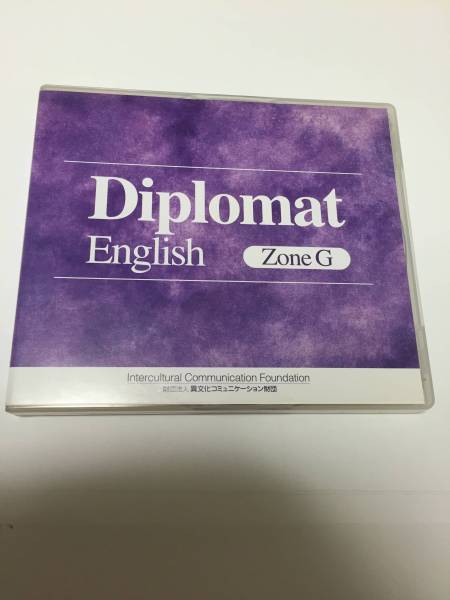 Diplomat
English Zone G
Intercultural Communication Foundation
財団法人 異文化コミュニケーション財団